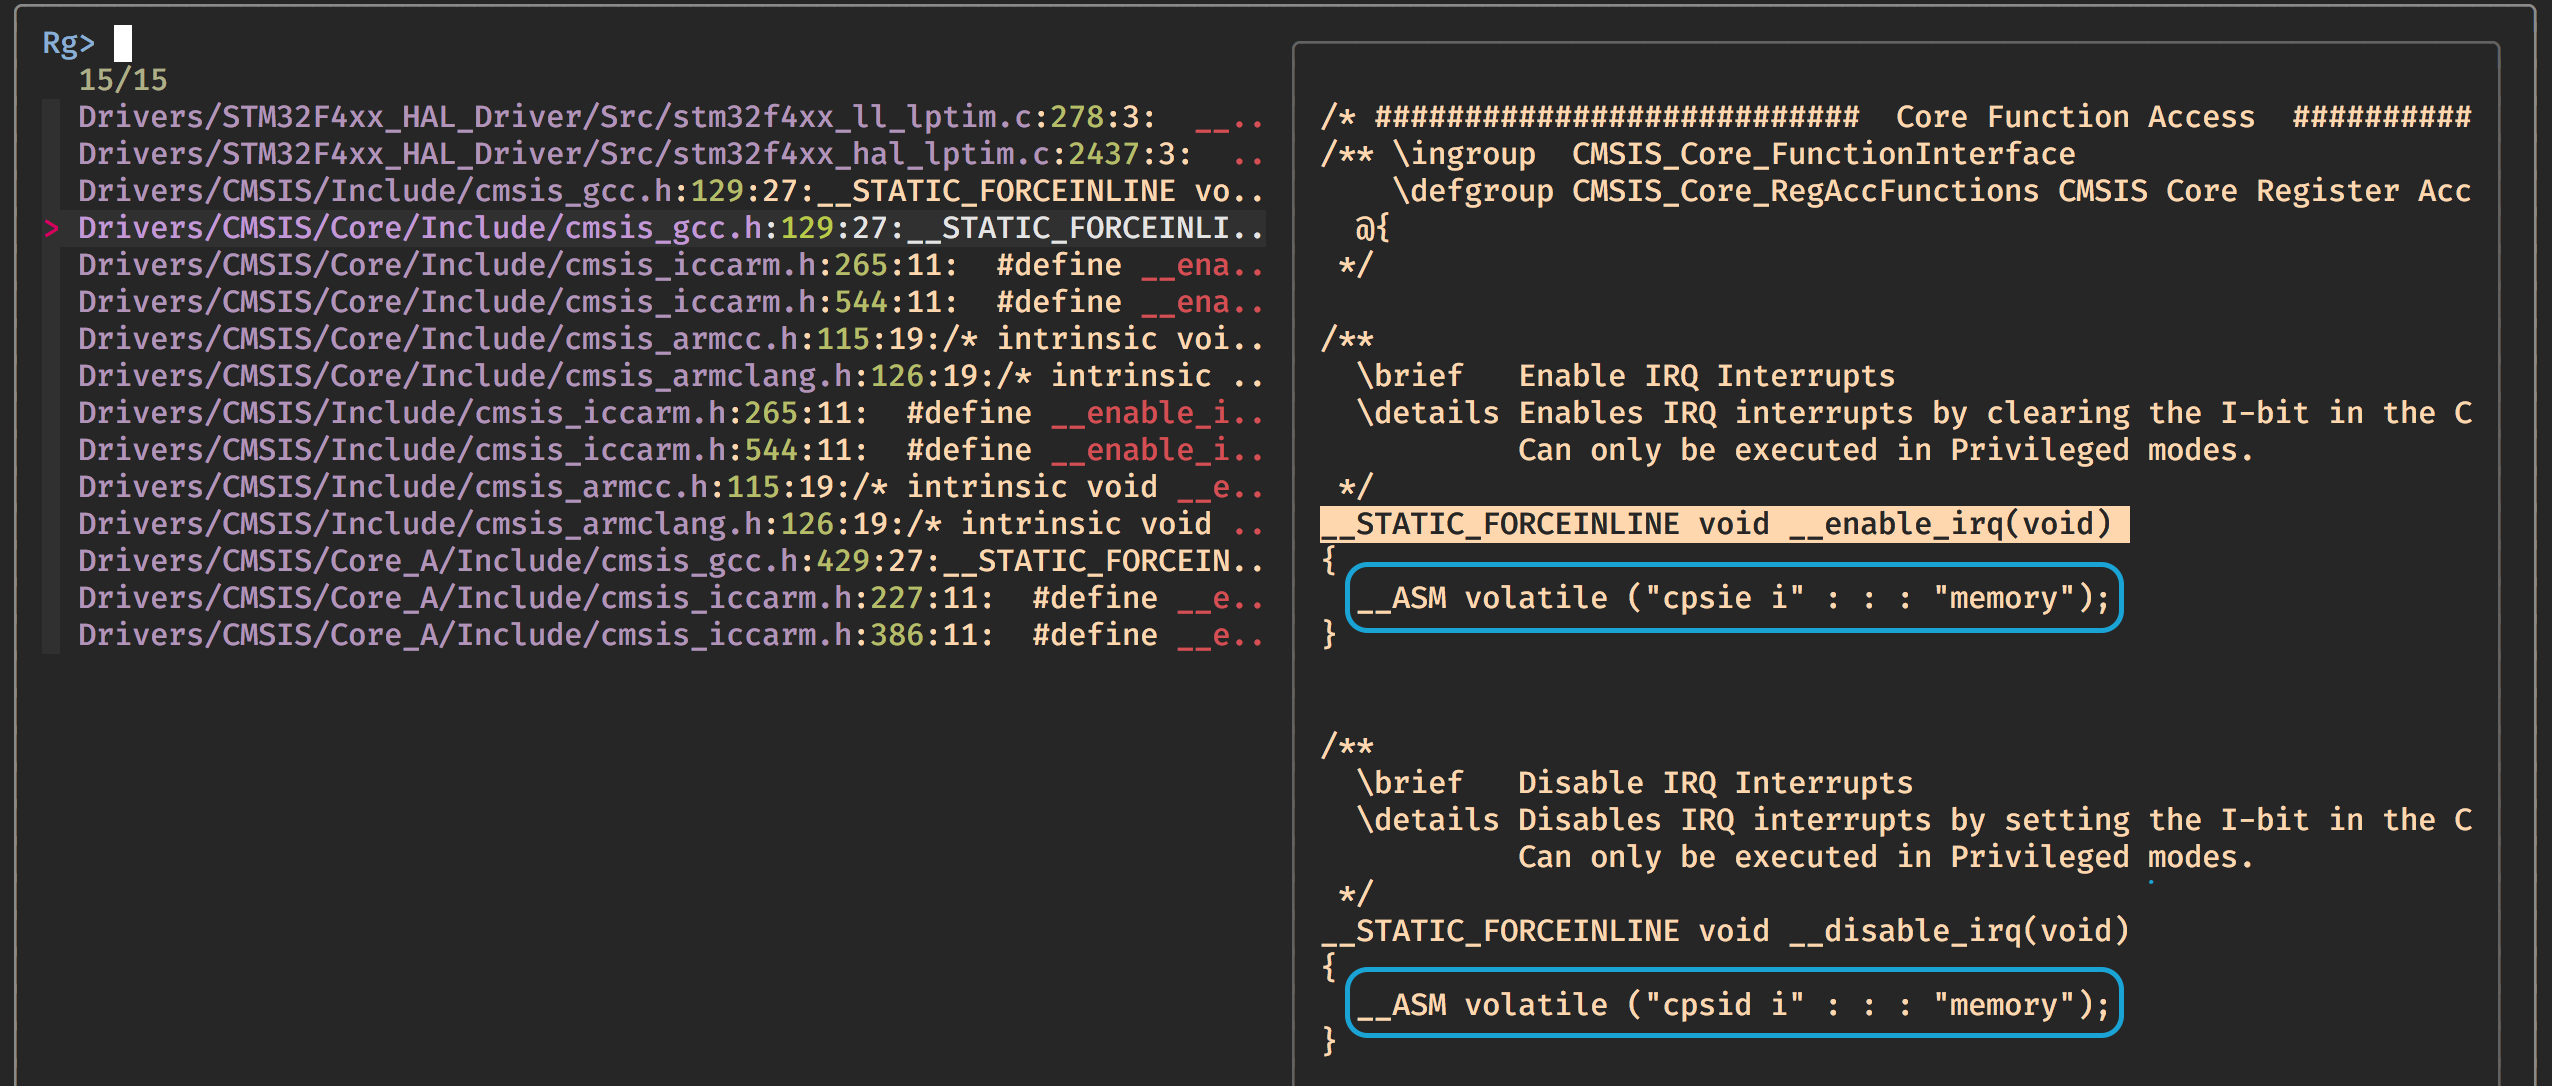 Rg>
15/15
Drivers/STM32F4xx_HAL_Driver/Src/stm32f4xx_ll_lptim.c:278:3:  __..
Drivers/STM32F4xx_HAL_Driver/Src/stm32f4xx_hal_lptim.c:2437:3:  ..
Drivers/CMSIS/Include/cmsis_gcc.h:129:27:__STATIC_FORCEINLINE vo..
> Drivers/CMSIS/Core/Include/cmsis_gcc.h:129:27:__STATIC_FORCEINLI..
Drivers/CMSIS/Core/Include/cmsis_iccarm.h:265:11:  #define __ena..
Drivers/CMSIS/Core/Include/cmsis_iccarm.h:544:11:  #define __ena..
Drivers/CMSIS/Core/Include/cmsis_armcc.h:115:19:/* intrinsic voi..
Drivers/CMSIS/Core/Include/cmsis_armclang.h:126:19:/* intrinsic ..
Drivers/CMSIS/Include/cmsis_iccarm.h:265:11:  #define __enable_i..
Drivers/CMSIS/Include/cmsis_iccarm.h:544:11:  #define __enable_i..
Drivers/CMSIS/Include/cmsis_armcc.h:115:19:/* intrinsic void __e..
Drivers/CMSIS/Include/cmsis_armclang.h:126:19:/* intrinsic void ..
Drivers/CMSIS/Core_A/Include/cmsis_gcc.h:429:27:__STATIC_FORCEIN..
Drivers/CMSIS/Core_A/Include/cmsis_iccarm.h:227:11:  #define __e..
Drivers/CMSIS/Core_A/Include/cmsis_iccarm.h:386:11:  #define __e..
/* ###########################  Core Function Access  ##########
/** \ingroup  CMSIS_Core_FunctionInterface
    \defgroup CMSIS_Core_RegAccFunctions CMSIS Core Register Acc
  @{
 */
/**
  \brief   Enable IRQ Interrupts
  \details Enables IRQ interrupts by clearing the I-bit in the C
           Can only be executed in Privileged modes.
 */
__STATIC_FORCEINLINE void __enable_irq(void)
{
  __ASM volatile ("cpsie i" : : : "memory");
}
/**
  \brief   Disable IRQ Interrupts
  \details Disables IRQ interrupts by setting the I-bit in the C
           Can only be executed in Privileged modes.
 */
__STATIC_FORCEINLINE void __disable_irq(void)
{
  __ASM volatile ("cpsid i" : : : "memory");
}